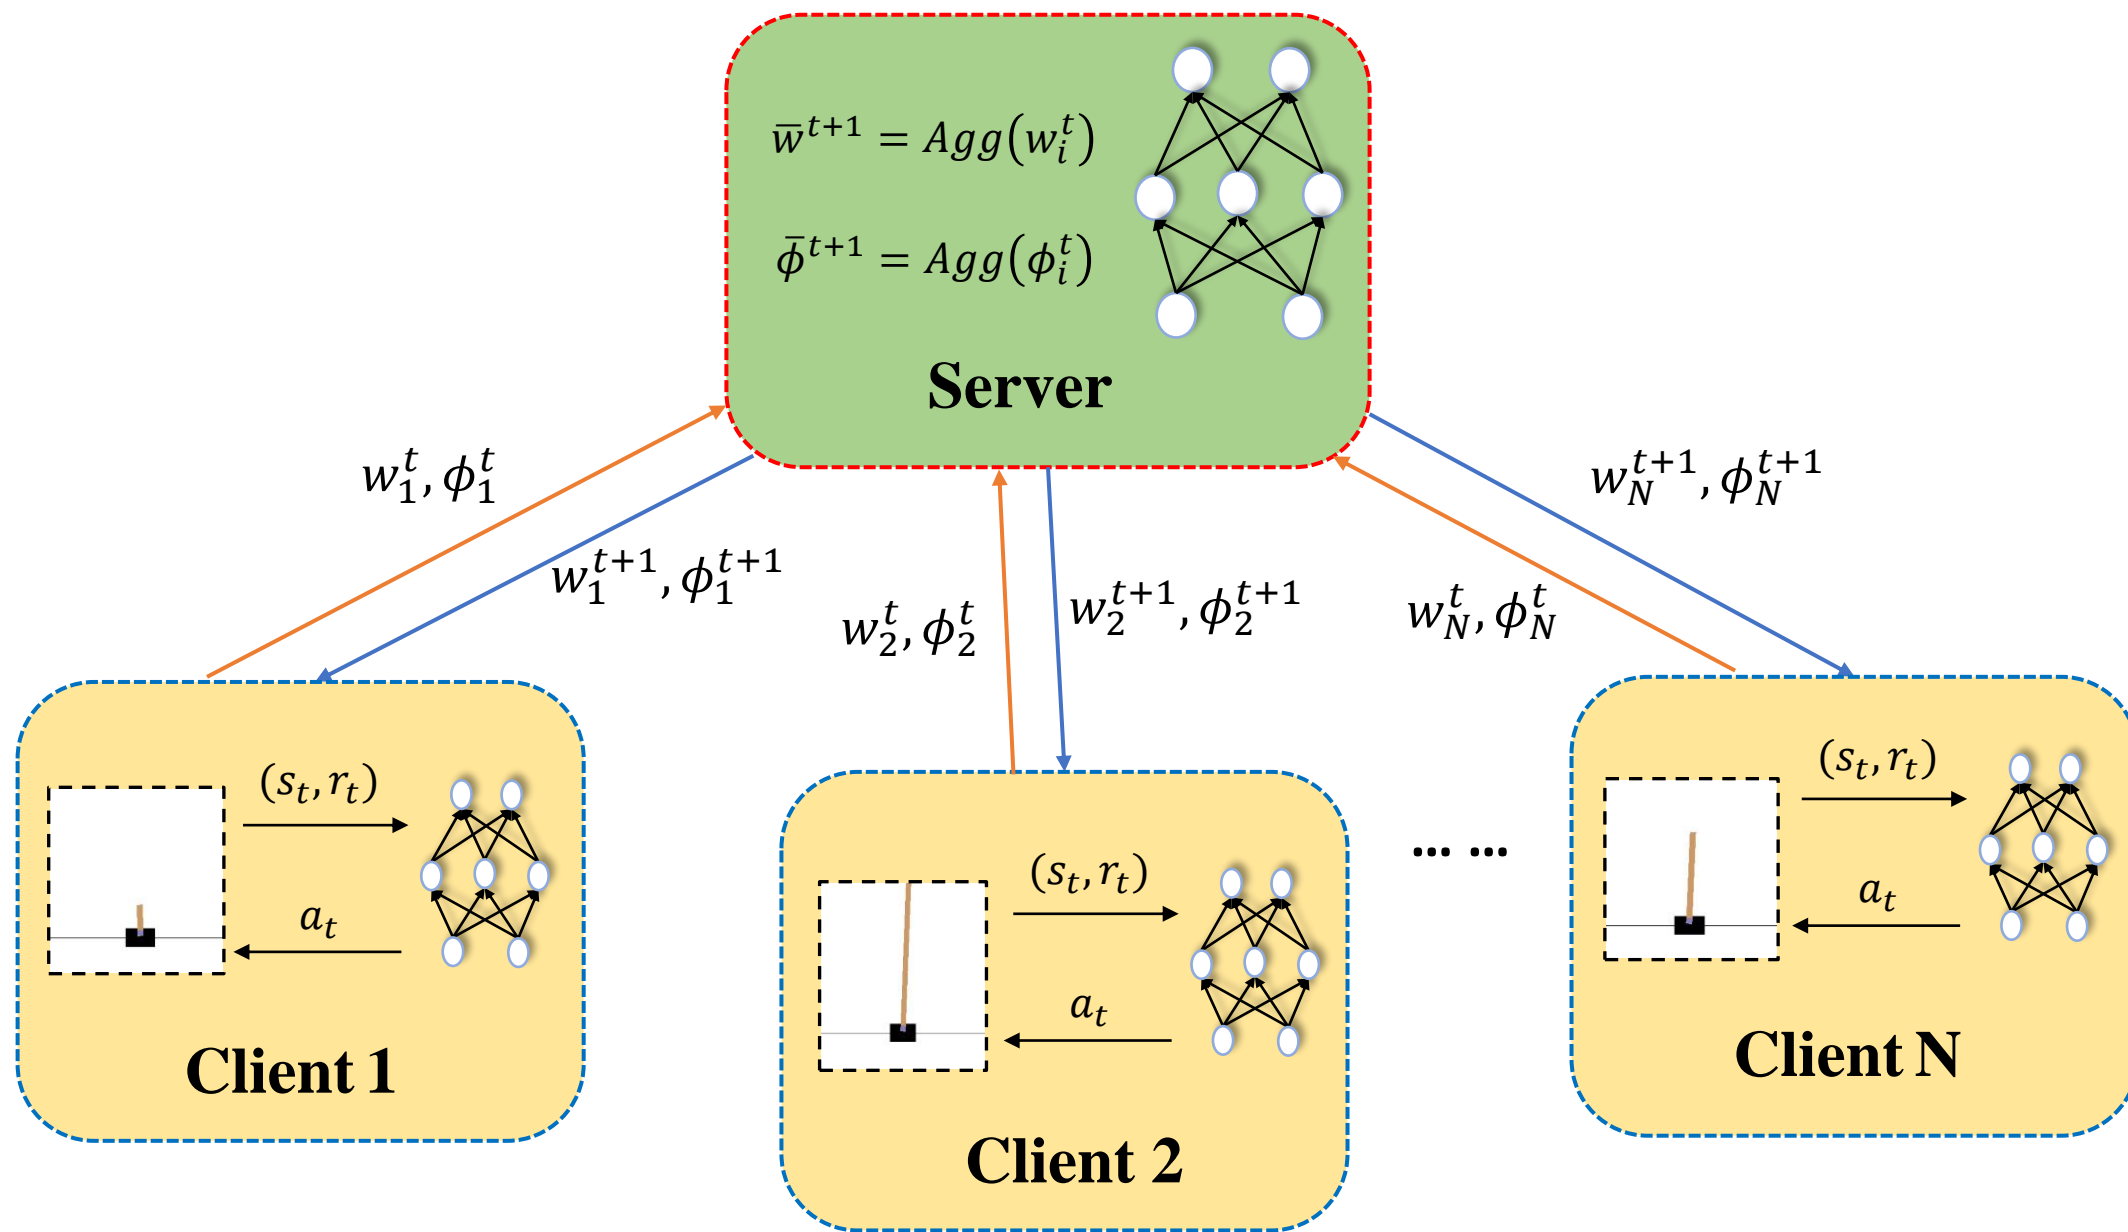 w̅^{t+1} = Agg(w_i^t)
ϕ̅^{t+1} = Agg(ϕ_i^t)
Server
w_1^t, ϕ_1^t
w_1^{t+1}, ϕ_1^{t+1}
w_2^t, ϕ_2^t
w_2^{t+1}, ϕ_2^{t+1}
w_N^t, ϕ_N^t
w_N^{t+1}, ϕ_N^{t+1}
(s_t, r_t)
a_t
Client 1
(s_t, r_t)
a_t
Client 2
... ...
(s_t, r_t)
a_t
Client N